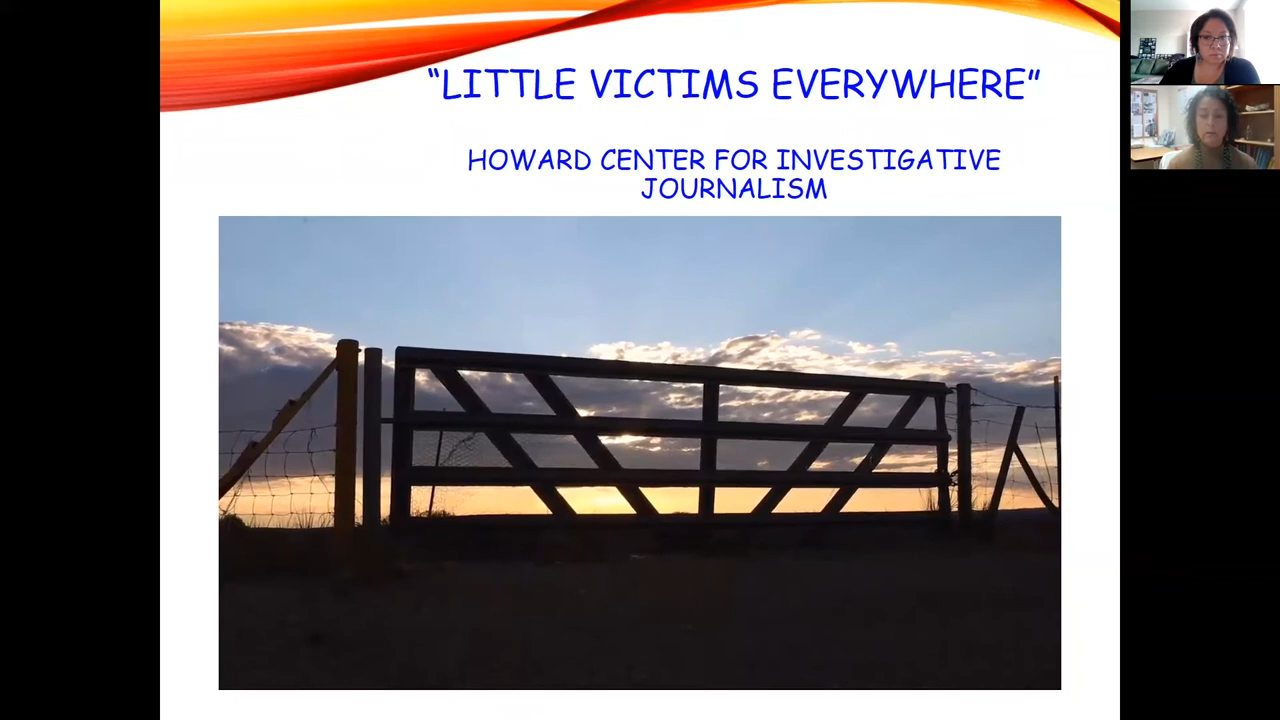 “LITTLE VICTIMS EVERYWHERE”
HOWARD CENTER FOR INVESTIGATIVE
JOURNALISM